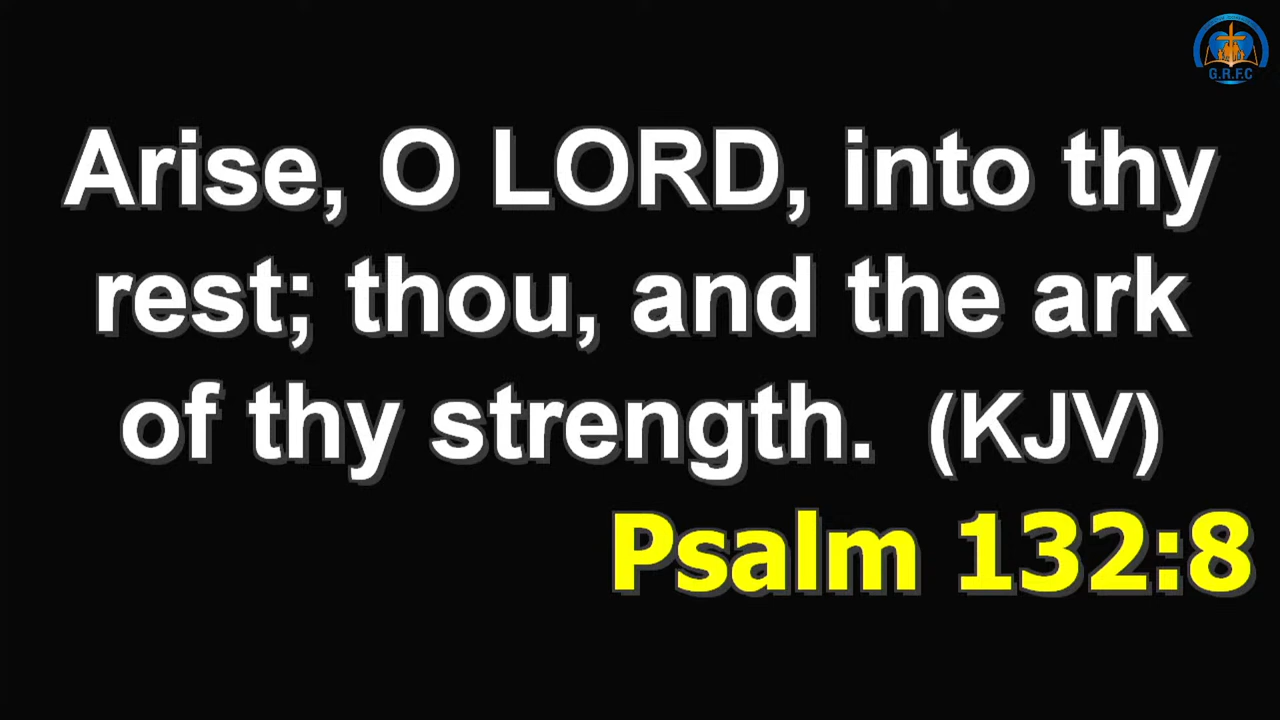 G.R.F.C
Arise, O LORD, into thy
rest; thou, and the ark
of thy strength. (KJV)
Psalm 132:8